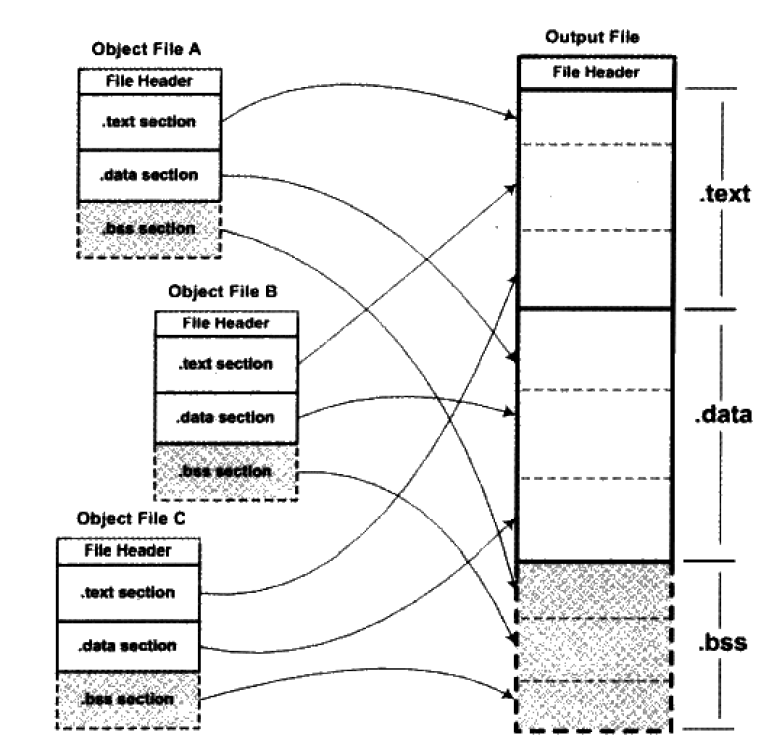 Object File A
File Header
.text section
.data section
.bss section
Object File B
File Header
.text section
.data section
.bss section
Object File C
File Header
.text section
.data section
.bss section
Output File
File Header
.text
.data
.bss